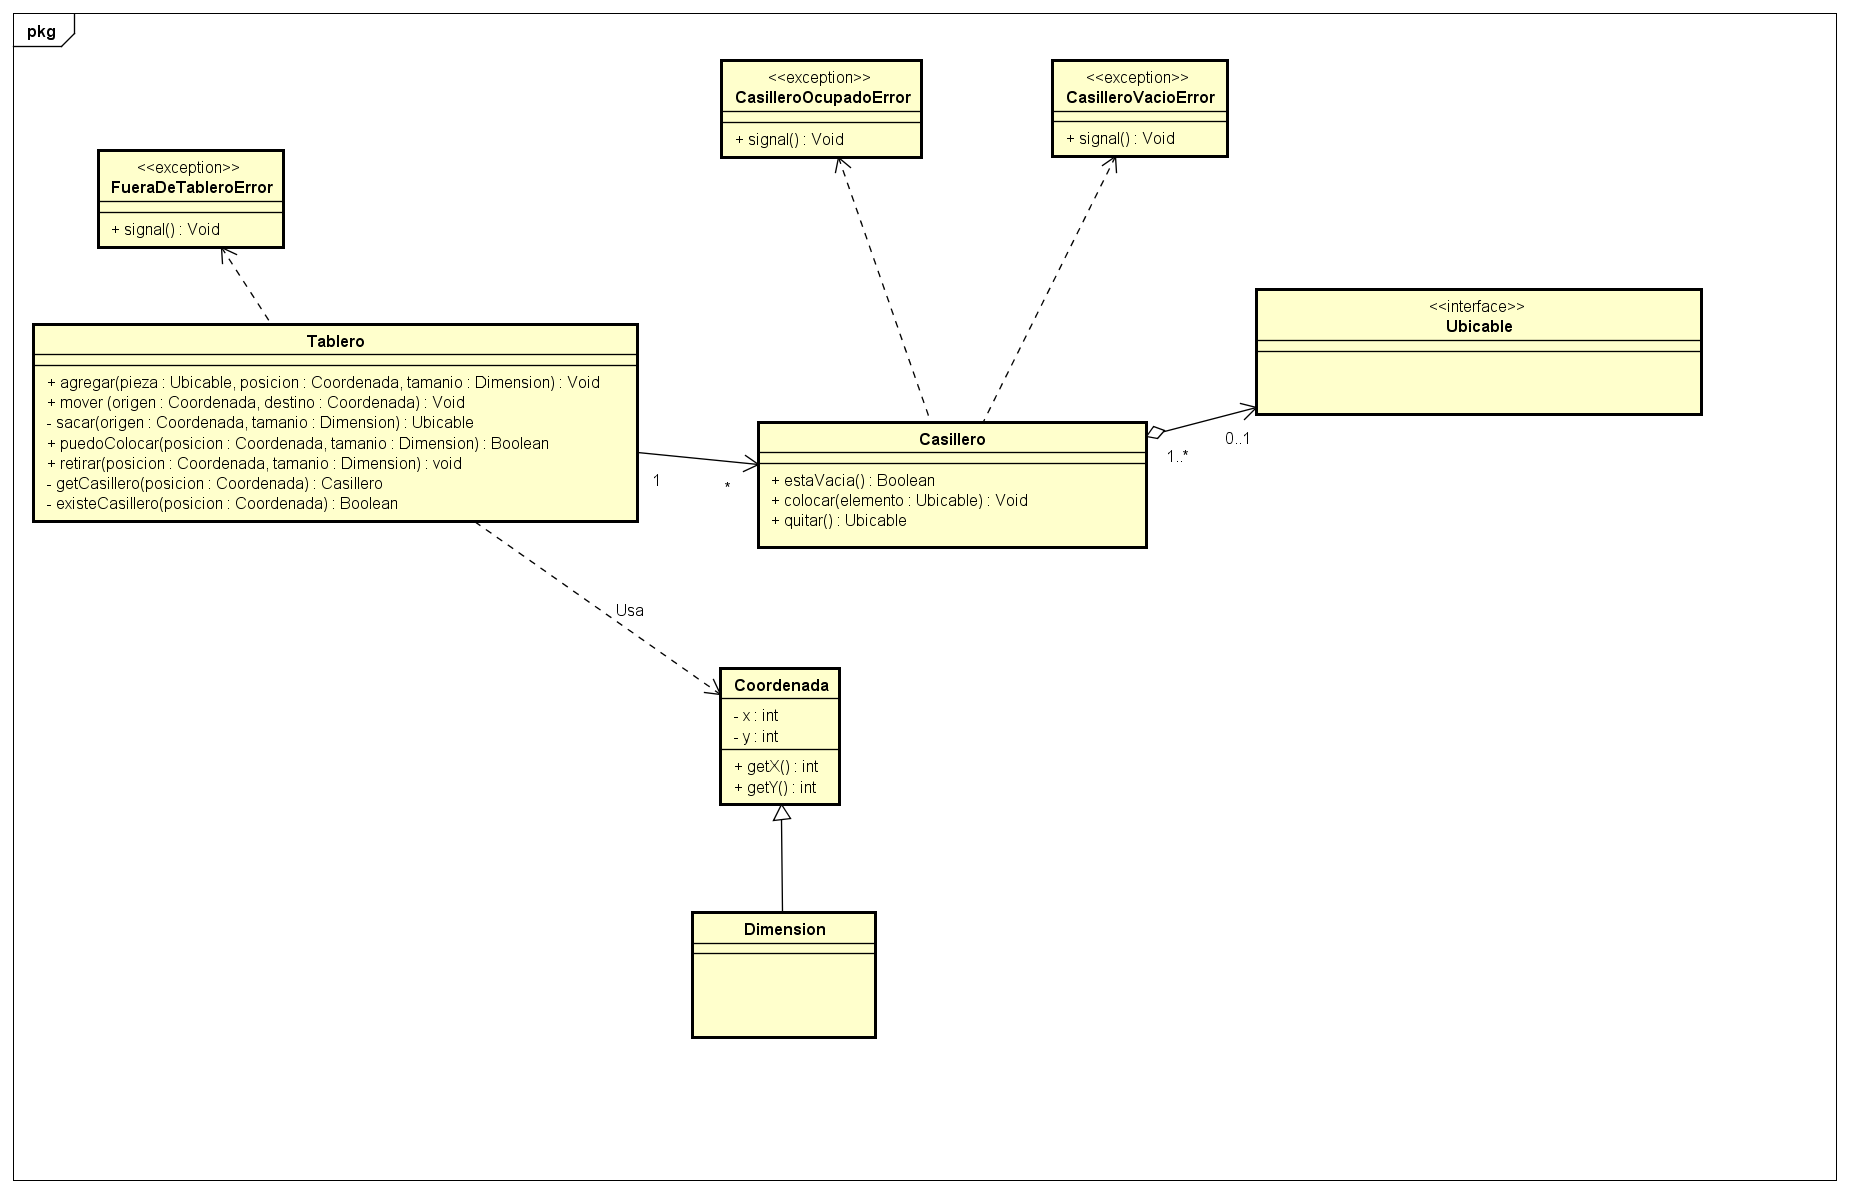 pkg
<<exception>>
CasilleroOcupadoError
+ signal() : Void
<<exception>>
CasilleroVacioError
+ signal() : Void
<<exception>>
FueraDeTableroError
+ signal() : Void
<<interface>>
Ubicable
Tablero
+ agregar(pieza : Ubicable, posicion : Coordenada, tamanio : Dimension) : Void
+ mover (origen : Coordenada, destino : Coordenada) : Void
- sacar(origen : Coordenada, tamanio : Dimension) : Ubicable
+ puedoColocar(posicion : Coordenada, tamanio : Dimension) : Boolean
+ retirar(posicion : Coordenada, tamanio : Dimension) : void
- getCasillero(posicion : Coordenada) : Casillero
- existeCasillero(posicion : Coordenada) : Boolean
1
*
Casillero
+ estaVacia() : Boolean
+ colocar(elemento : Ubicable) : Void
+ quitar() : Ubicable
1..*
0..1
Usa
Coordenada
- x : int
- y : int
+ getX() : int
+ getY() : int
Dimension